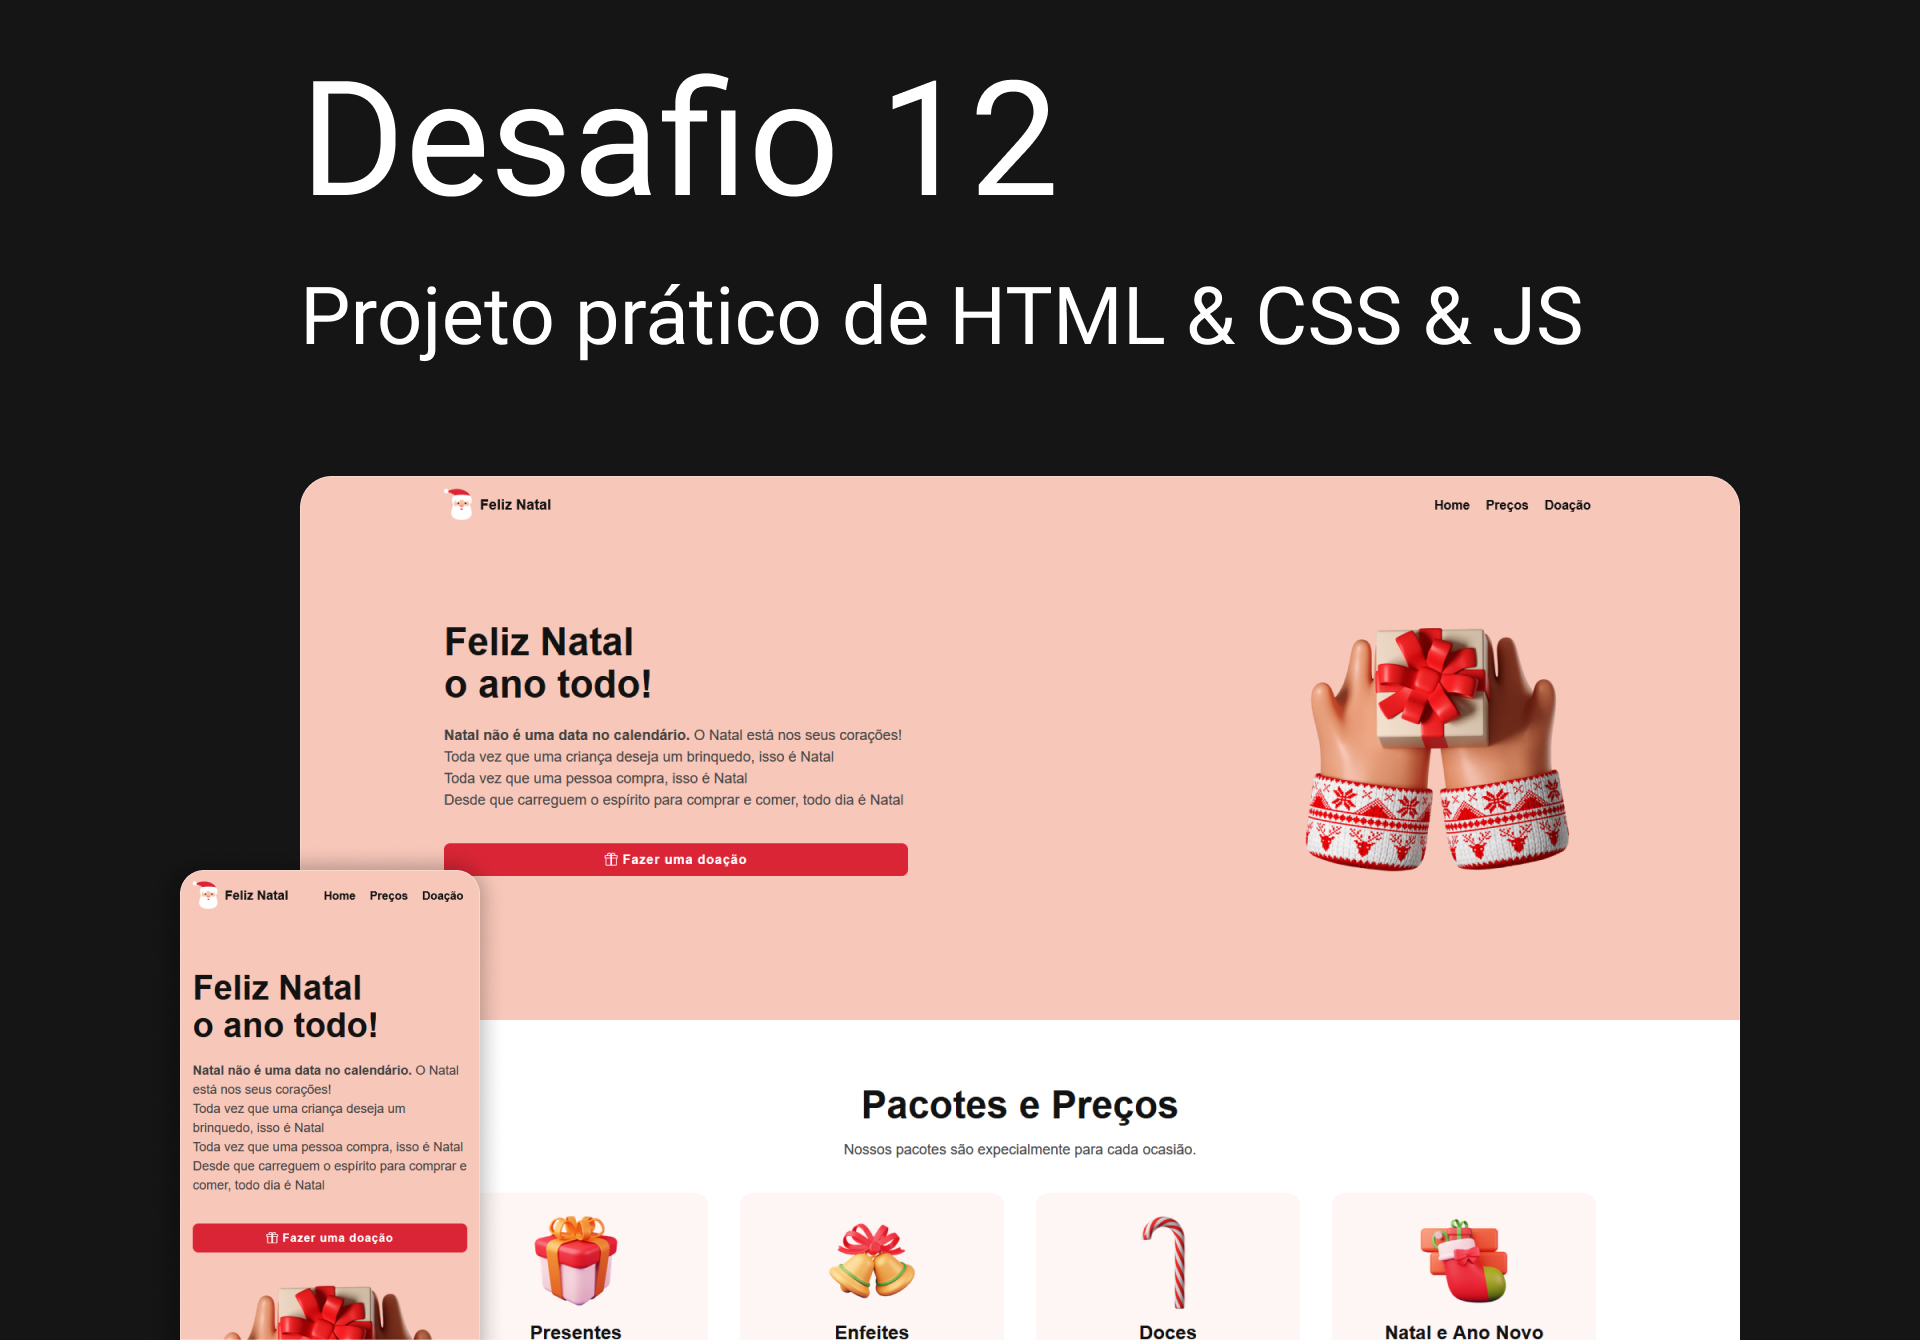 Desafio 12
Projeto prático de HTML & CSS & JS
Feliz Natal
Home Preços Doação
Feliz Natal
o ano todo!
Natal não é uma data no calendário. O Natal está nos seus corações!
Toda vez que uma criança deseja um brinquedo, isso é Natal
Toda vez que uma pessoa compra, isso é Natal
Desde que carreguem o espírito para comprar e comer, todo dia é Natal
Fazer uma doação
Feliz Natal Home Preços Doação
Feliz Natal
o ano todo!
Natal não é uma data no calendário. O Natal
está nos seus corações!
Toda vez que uma criança deseja um
brinquedo, isso é Natal
Toda vez que uma pessoa compra, isso é Natal
Desde que carreguem o espírito para comprar e
comer, todo dia é Natal
Fazer uma doação
Pacotes e Preços
Nossos pacotes são expecialmente para cada ocasião.
Presentes
Enfeites
Doces
Natal e Ano Novo